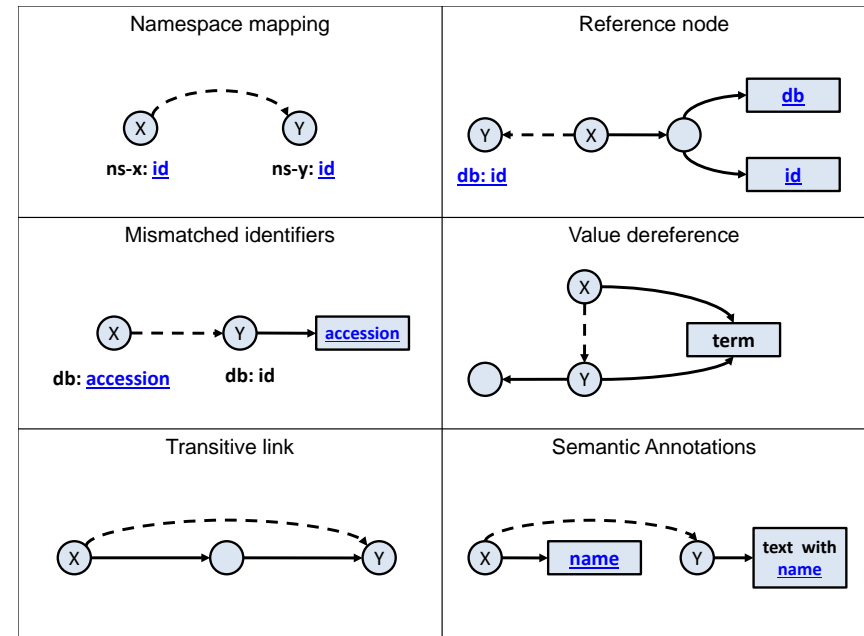 Namespace mapping
X
Y
ns-x: id
ns-y: id
Reference node
db
Y
X
db: id
id
Mismatched identifiers
X
Y
accession
db: accession
db: id
Value dereference
X
term
Y
Transitive link
X
Y
Semantic Annotations
X
name
Y
text with
name